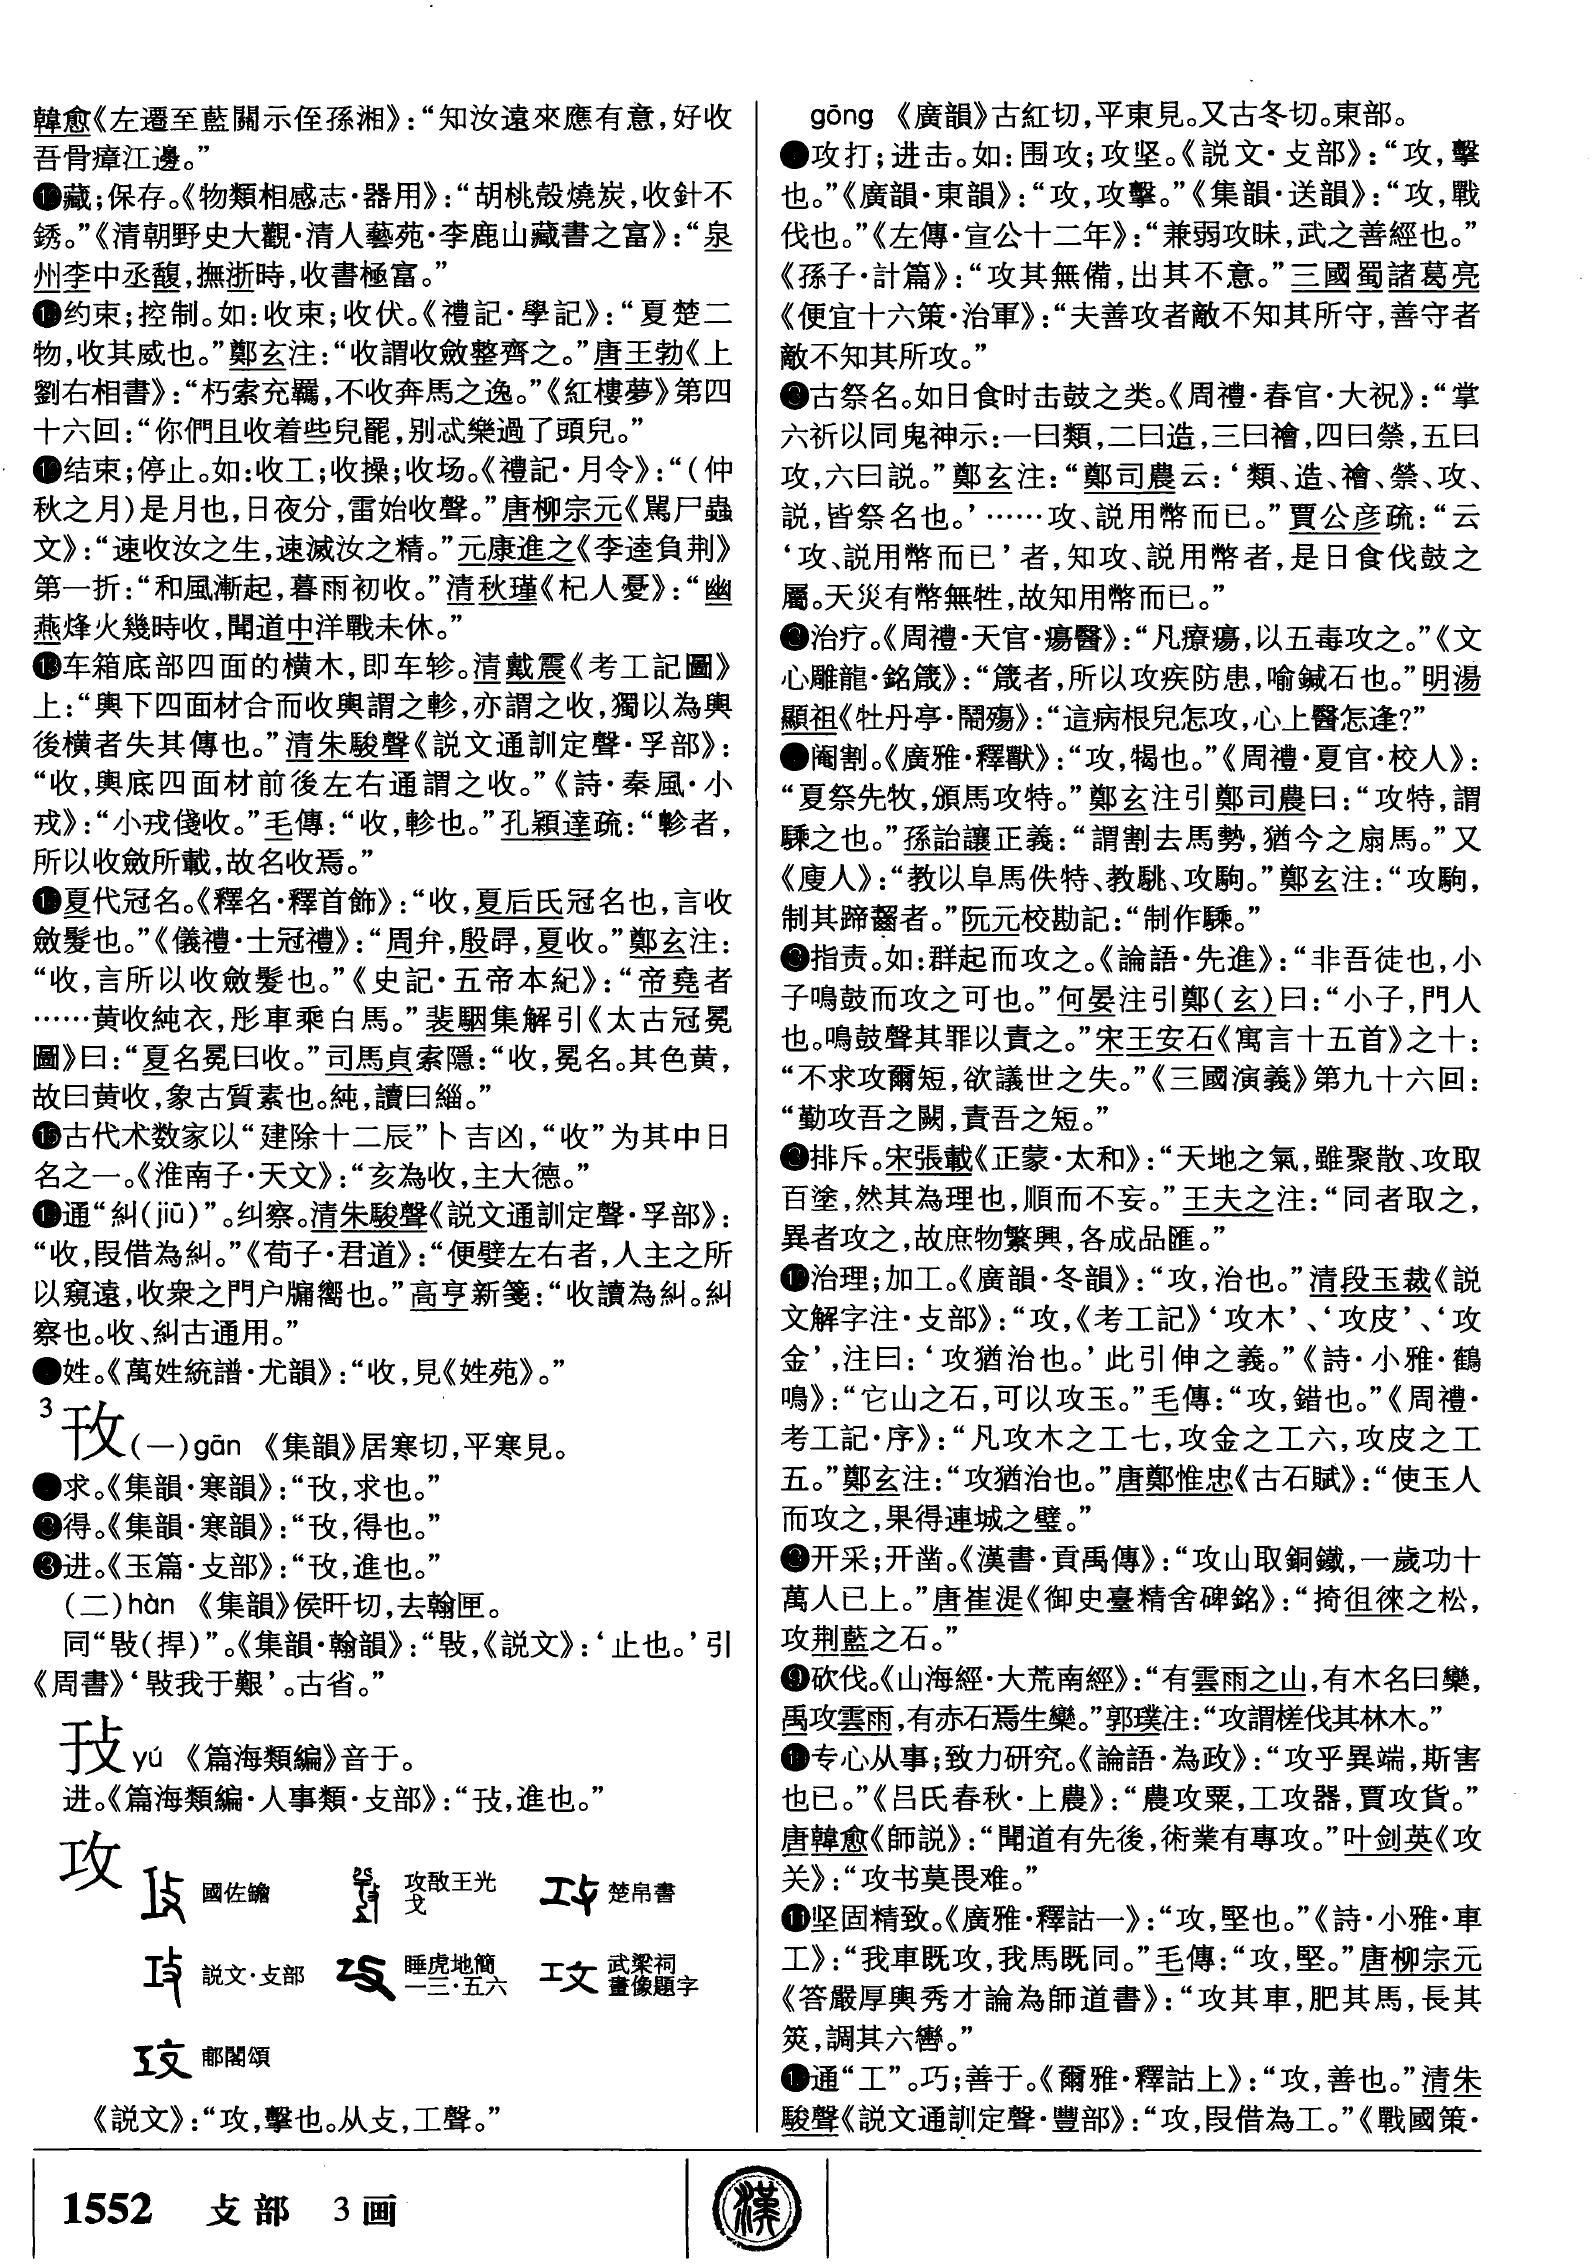 韓愈《左遷至藍關示侄孫湘》：“知汝遠來應有意，好收
吾骨瘴江邊。”
❿藏；保存。《物類相感志·器用》：“胡桃殼燒炭，收針不
銹。”《清朝野史大觀·清人藝苑·李鹿山藏書之富》：“泉
州李中丞馥，撫浙時，收書極富。”
⓫约束；控制。如：收束；收伏。《禮記·學記》：“夏楚二
物，收其威也。”鄭玄注：“收謂收斂整齊之。”唐王勃《上
劉右相書》：“朽索充羈，不收奔馬之逸。”《紅樓夢》第四
十六回：“你們且收着些兒罷，别忒樂過了頭兒。”
⓬结束；停止。如：收工；收操；收场。《禮記·月令》：“（仲
秋之月）是月也，日夜分，雷始收聲。”唐柳宗元《罵尸蟲
文》：“速收汝之生，速滅汝之精。”元康進之《李逵負荆》
第一折：“和風漸起，暮雨初收。”清秋瑾《杞人憂》：“幽
燕烽火幾時收，聞道中洋戰未休。”
⓭车箱底部四面的横木，即车轸。清戴震《考工記圖》
上：“輿下四面材合而收輿謂之軫，亦謂之收，獨以為輿
後横者失其傳也。”清朱駿聲《説文通訓定聲·孚部》：
“收，輿底四面材前後左右通謂之收。”《詩·秦風·小
戎》：“小戎俴收。”毛傳：“收，軫也。”孔穎達疏：“軫者，
所以收斂所載，故名收焉。”
⓮夏代冠名。《釋名·釋首飾》：“收，夏后氏冠名也，言收
斂髮也。”《儀禮·士冠禮》：“周弁，殷冔，夏收。”鄭玄注：
“收，言所以收斂髮也。”《史記·五帝本紀》：“帝堯者
……黄收純衣，彤車乘白馬。”裴駰集解引《太古冠冕
圖》曰：“夏名冕曰收。”司馬貞索隱：“收，冕名。其色黄，
故曰黄收，象古質素也。純，讀曰緇。”
⓯古代术数家以“建除十二辰”卜吉凶，“收”为其中日
名之一。《淮南子·天文》：“亥為收，主大德。”
⓰通“糾（jiū）”。纠察。清朱駿聲《説文通訓定聲·孚部》：
“收，叚借為糾。”《荀子·君道》：“便嬖左右者，人主之所
以窺遠，收衆之門户牖嚮也。”高亨新箋：“收讀為糾。糾
察也。收、糾古通用。”
⓱姓。《萬姓統譜·尤韻》：“收，見《姓苑》。”
3 攼（一）gān 《集韻》居寒切，平寒見。
❶求。《集韻·寒韻》：“攼，求也。”
❷得。《集韻·寒韻》：“攼，得也。”
❸进。《玉篇·攴部》：“攼，進也。”
（二）hàn 《集韻》侯旰切，去翰匣。
同“㪋（捍）”。《集韻·翰韻》：“㪋，《説文》：‘止也。’引
《周書》‘㪋我于艱’。古省。”
yú 《篇海類編》音于。
进。《篇海類編·人事類·攴部》：“，進也。”
攻
國佐𦉜 攻敔王光戈 楚帛書
説文·攴部 睡虎地簡一三·五六 武梁祠畫像題字
郙閣頌
《説文》：“攻，擊也。从攴，工聲。”
gōng 《廣韻》古紅切，平東見。又古冬切。東部。
❶攻打；进击。如：围攻；攻坚。《説文·攴部》：“攻，擊
也。”《廣韻·東韻》：“攻，攻擊。”《集韻·送韻》：“攻，戰
伐也。”《左傳·宣公十二年》：“兼弱攻昧，武之善經也。”
《孫子·計篇》：“攻其無備，出其不意。”三國蜀諸葛亮
《便宜十六策·治軍》：“夫善攻者敵不知其所守，善守者
敵不知其所攻。”
❷古祭名。如日食时击鼓之类。《周禮·春官·大祝》：“掌
六祈以同鬼神示：一曰類，二曰造，三曰禬，四曰禜，五曰
攻，六曰説。”鄭玄注：“鄭司農云：‘類、造、禬、禜、攻、
説，皆祭名也。’……攻、説用幣而已。”賈公彦疏：“云
‘攻、説用幣而已’者，知攻、説用幣者，是日食伐鼓之
屬。天災有幣無牲，故知用幣而已。”
❸治疗。《周禮·天官·瘍醫》：“凡療瘍，以五毒攻之。”《文
心雕龍·銘箴》：“箴者，所以攻疾防患，喻鍼石也。”明湯
顯祖《牡丹亭·鬧殤》：“這病根兒怎攻，心上醫怎逢？”
❹阉割。《廣雅·釋獸》：“攻，犗也。”《周禮·夏官·校人》：
“夏祭先牧，頒馬攻特。”鄭玄注引鄭司農曰：“攻特，謂
騬之也。”孫詒讓正義：“謂割去馬勢，猶今之扇馬。”又
《廋人》：“教以阜馬佚特、教駣、攻駒。”鄭玄注：“攻駒，
制其蹄齧者。”阮元校勘記：“制作騬。”
❺指责。如：群起而攻之。《論語·先進》：“非吾徒也，小
子鳴鼓而攻之可也。”何晏注引鄭（玄）曰：“小子，門人
也。鳴鼓聲其罪以責之。”宋王安石《寓言十五首》之十：
“不求攻爾短，欲議世之失。”《三國演義》第九十六回：
“勤攻吾之闕，責吾之短。”
❻排斥。宋張載《正蒙·太和》：“天地之氣，雖聚散、攻取
百塗，然其為理也，順而不妄。”王夫之注：“同者取之，
異者攻之，故庶物繁興，各成品匯。”
❼治理；加工。《廣韻·冬韻》：“攻，治也。”清段玉裁《説
文解字注·攴部》：“攻，《考工記》‘攻木’、‘攻皮’、‘攻
金’，注曰：‘攻猶治也。’此引伸之義。”《詩·小雅·鶴
鳴》：“它山之石，可以攻玉。”毛傳：“攻，錯也。”《周禮·
考工記·序》：“凡攻木之工七，攻金之工六，攻皮之工
五。”鄭玄注：“攻猶治也。”唐鄭惟忠《古石賦》：“使玉人
而攻之，果得連城之璧。”
❽开采；开凿。《漢書·貢禹傳》：“攻山取銅鐵，一歲功十
萬人已上。”唐崔湜《御史臺精舍碑銘》：“掎徂徠之松，
攻荆藍之石。”
❾砍伐。《山海經·大荒南經》：“有雲雨之山，有木名曰欒，
禹攻雲雨，有赤石焉生欒。”郭璞注：“攻謂槎伐其林木。”
❿专心从事；致力研究。《論語·為政》：“攻乎異端，斯害
也已。”《吕氏春秋·上農》：“農攻粟，工攻器，賈攻貨。”
唐韓愈《師説》：“聞道有先後，術業有專攻。”叶剑英《攻
关》：“攻书莫畏难。”
⓫坚固精致。《廣雅·釋詁一》：“攻，堅也。”《詩·小雅·車
工》：“我車既攻，我馬既同。”毛傳：“攻，堅。”唐柳宗元
《答嚴厚輿秀才論為師道書》：“攻其車，肥其馬，長其
筴，調其六轡。”
⓬通“工”。巧；善于。《爾雅·釋詁上》：“攻，善也。”清朱
駿聲《説文通訓定聲·豐部》：“攻，叚借為工。”《戰國策·
1552 攴部 3画
漢